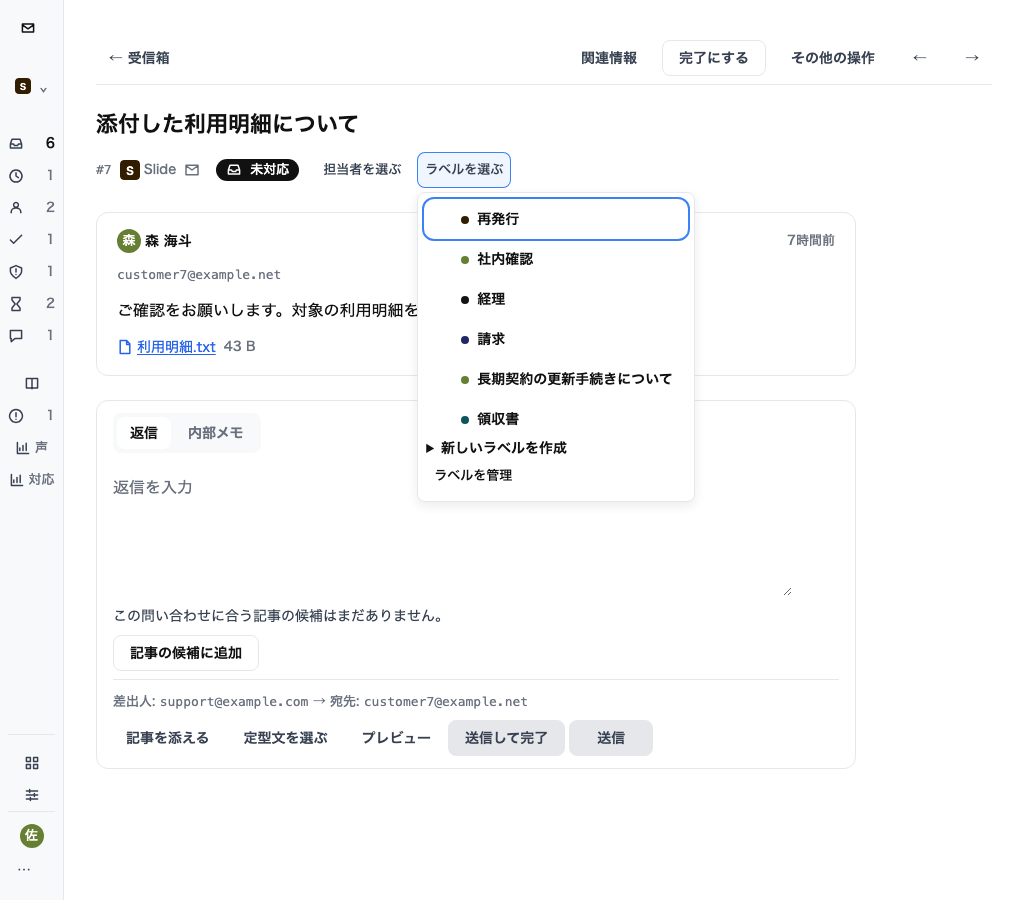 ← 受信箱
関連情報
完了にする
その他の操作
←
→
S
添付した利用明細について
#7
S
Slide
未対応
担当者を選ぶ
ラベルを選ぶ
6
1
2
1
1
2
1
1
声
対応
佐
…
森
森 海斗
7時間前
customer7@example.net
ご確認をお願いします。対象の利用明細を
利用明細.txt 43 B
再発行
社内確認
経理
請求
長期契約の更新手続きについて
領収書
▶ 新しいラベルを作成
ラベルを管理
返信
内部メモ
返信を入力
この問い合わせに合う記事の候補はまだありません。
記事の候補に追加
差出人: support@example.com → 宛先: customer7@example.net
記事を添える
定型文を選ぶ
プレビュー
送信して完了
送信